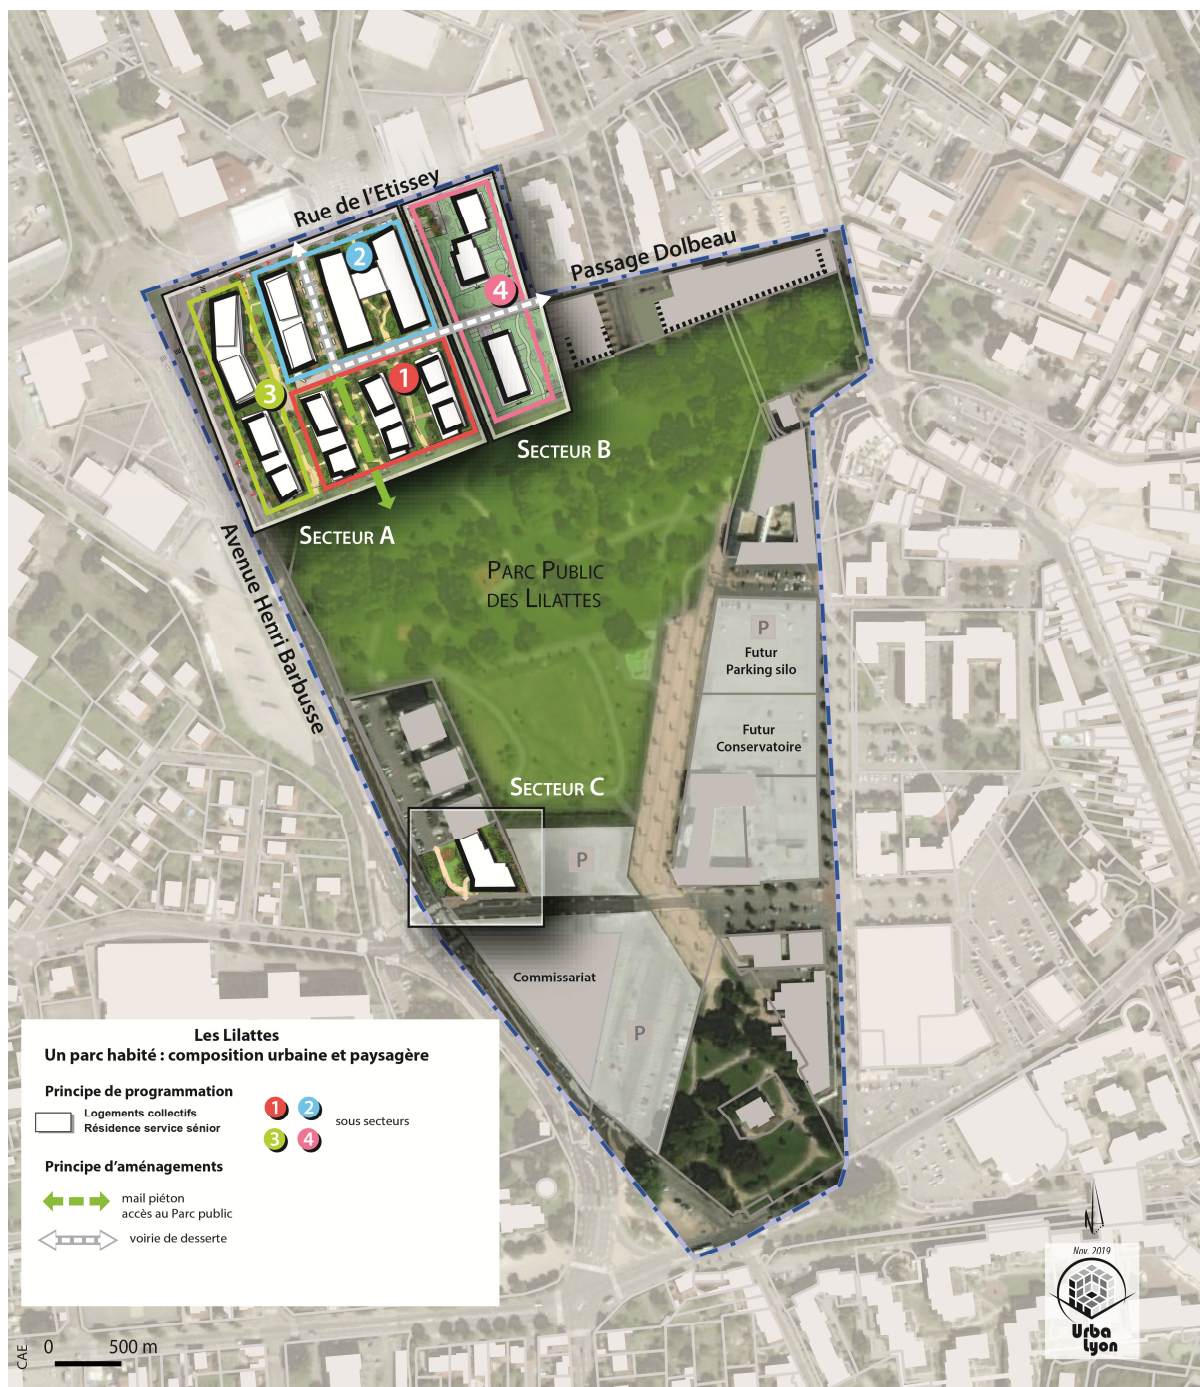 Rue de l'Etissey
2
Passage Dolbeau
4
1
3
SECTEUR B
SECTEUR A
PARC PUBLIC
DES LILATTES
Avenue Henri Barbusse
P
Futur
Parking silo
Futur
Conservatoire
SECTEUR C
P
Commissariat
P
Les Lilattes
Un parc habité : composition urbaine et paysagère
Principe de programmation
Logements collectifs
Résidence service sénior
1 2
3 4
sous secteurs
Principe d'aménagements
mail piéton
accès au Parc public
voirie de desserte
N
Nov. 2019
Urba
Lyon
CAE
0 500 m